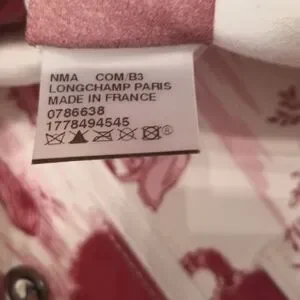 NMA COM/B3
LONGCHAMP PARIS
MADE IN FRANCE
0786638
1778494545